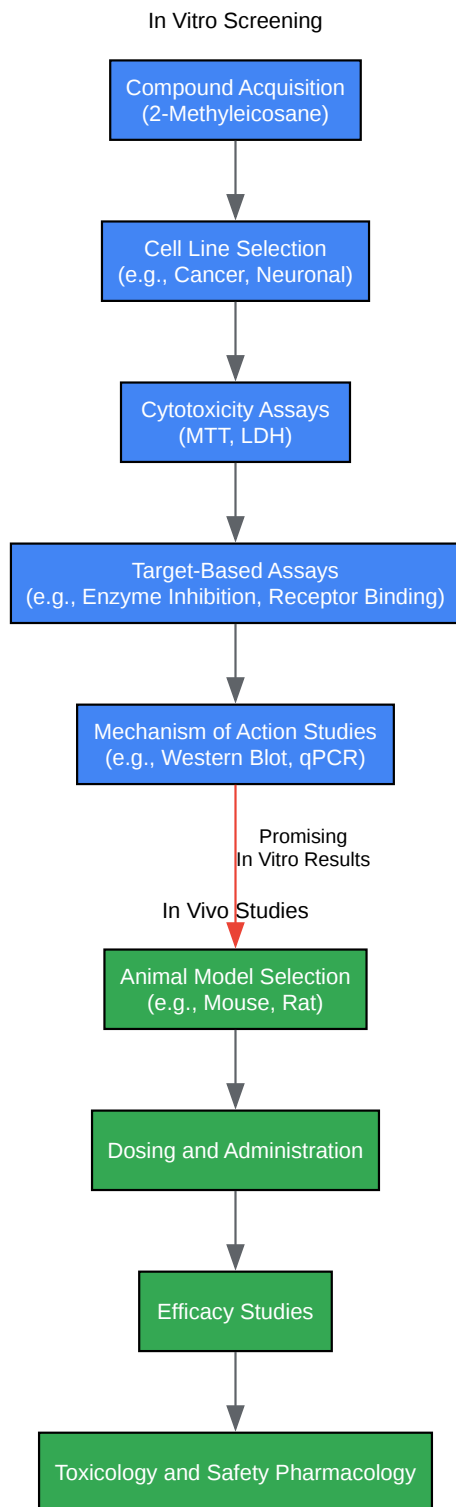 In Vitro Screening
Compound Acquisition
(2-Methyleicosane)
Cell Line Selection
(e.g., Cancer, Neuronal)
Cytotoxicity Assays
(MTT, LDH)
Target-Based Assays
(e.g., Enzyme Inhibition, Receptor Binding)
Mechanism of Action Studies
(e.g., Western Blot, qPCR)
Promising
In Vitro Results
In Vivo Studies
Animal Model Selection
(e.g., Mouse, Rat)
Dosing and Administration
Efficacy Studies
Toxicology and Safety Pharmacology